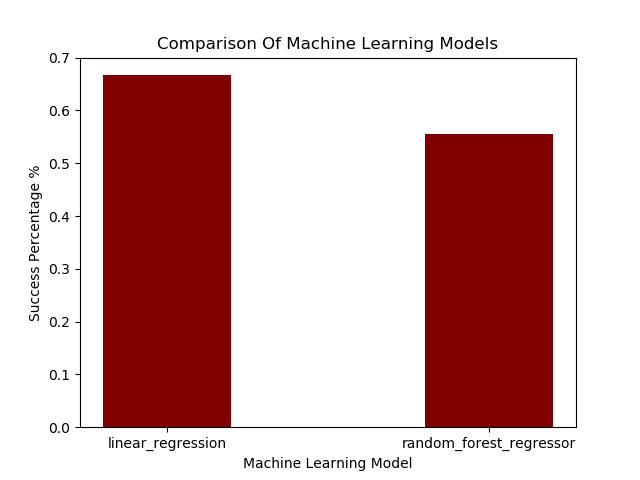 Comparison Of Machine Learning Models
0.7
0.6
0.5
0.4
0.3
0.2
0.1
0.0
Success Percentage %
linear_regression
random_forest_regressor
Machine Learning Model